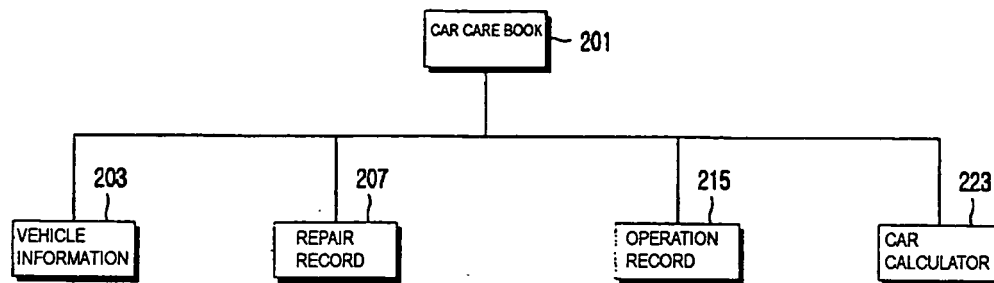 CAR CARE BOOK
201
203
207
215
223
VEHICLE
INFORMATION
REPAIR
RECORD
OPERATION
RECORD
CAR
CALCULATOR